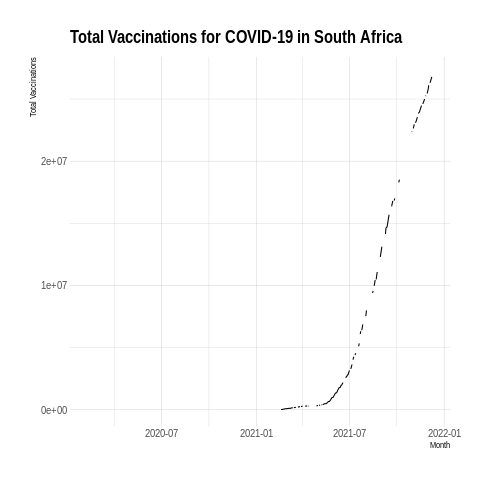 Total Vaccinations for COVID-19 in South Africa
Total Vaccinations
2e+07
1e+07
0e+00
2020-07 2021-01 2021-07 2022-01
Month